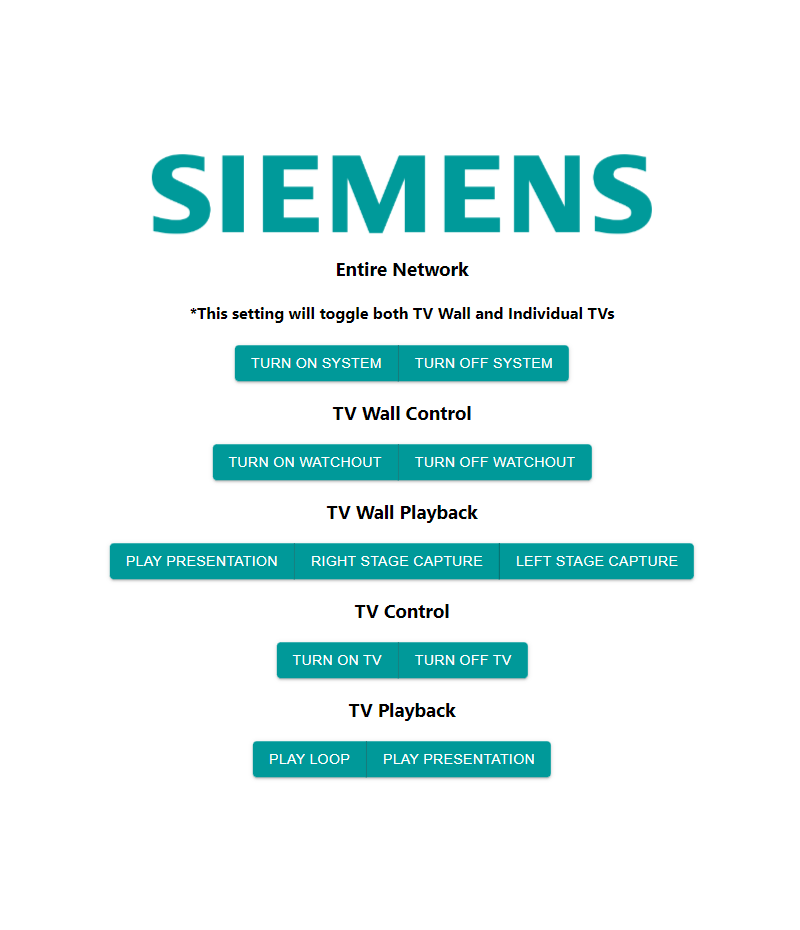 SIEMENS
Entire Network
*This setting will toggle both TV Wall and Individual TVs
TURN ON SYSTEM TURN OFF SYSTEM
TV Wall Control
TURN ON WATCHOUT TURN OFF WATCHOUT
TV Wall Playback
PLAY PRESENTATION RIGHT STAGE CAPTURE LEFT STAGE CAPTURE
TV Control
TURN ON TV TURN OFF TV
TV Playback
PLAY LOOP PLAY PRESENTATION